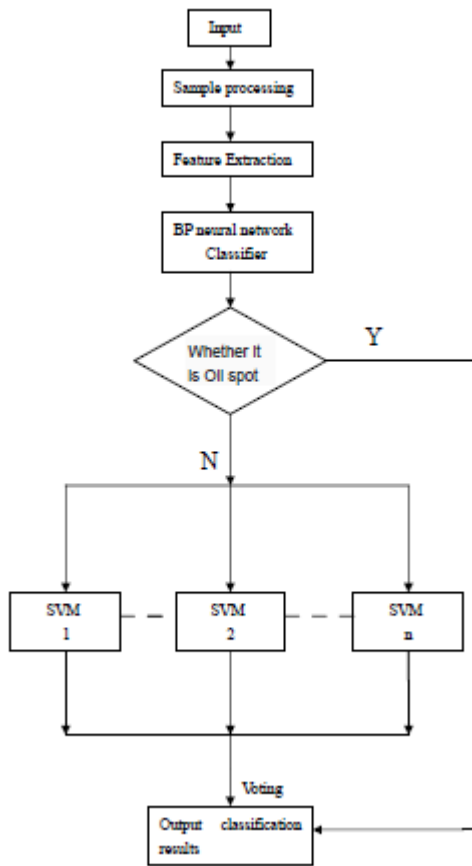 Input
Sample processing
Feature Extraction
BP neural network
Classifier
Whether It
Is Oil spot
Y
N
SVM
1
SVM
2
SVM
n
Voting
Output classification
results